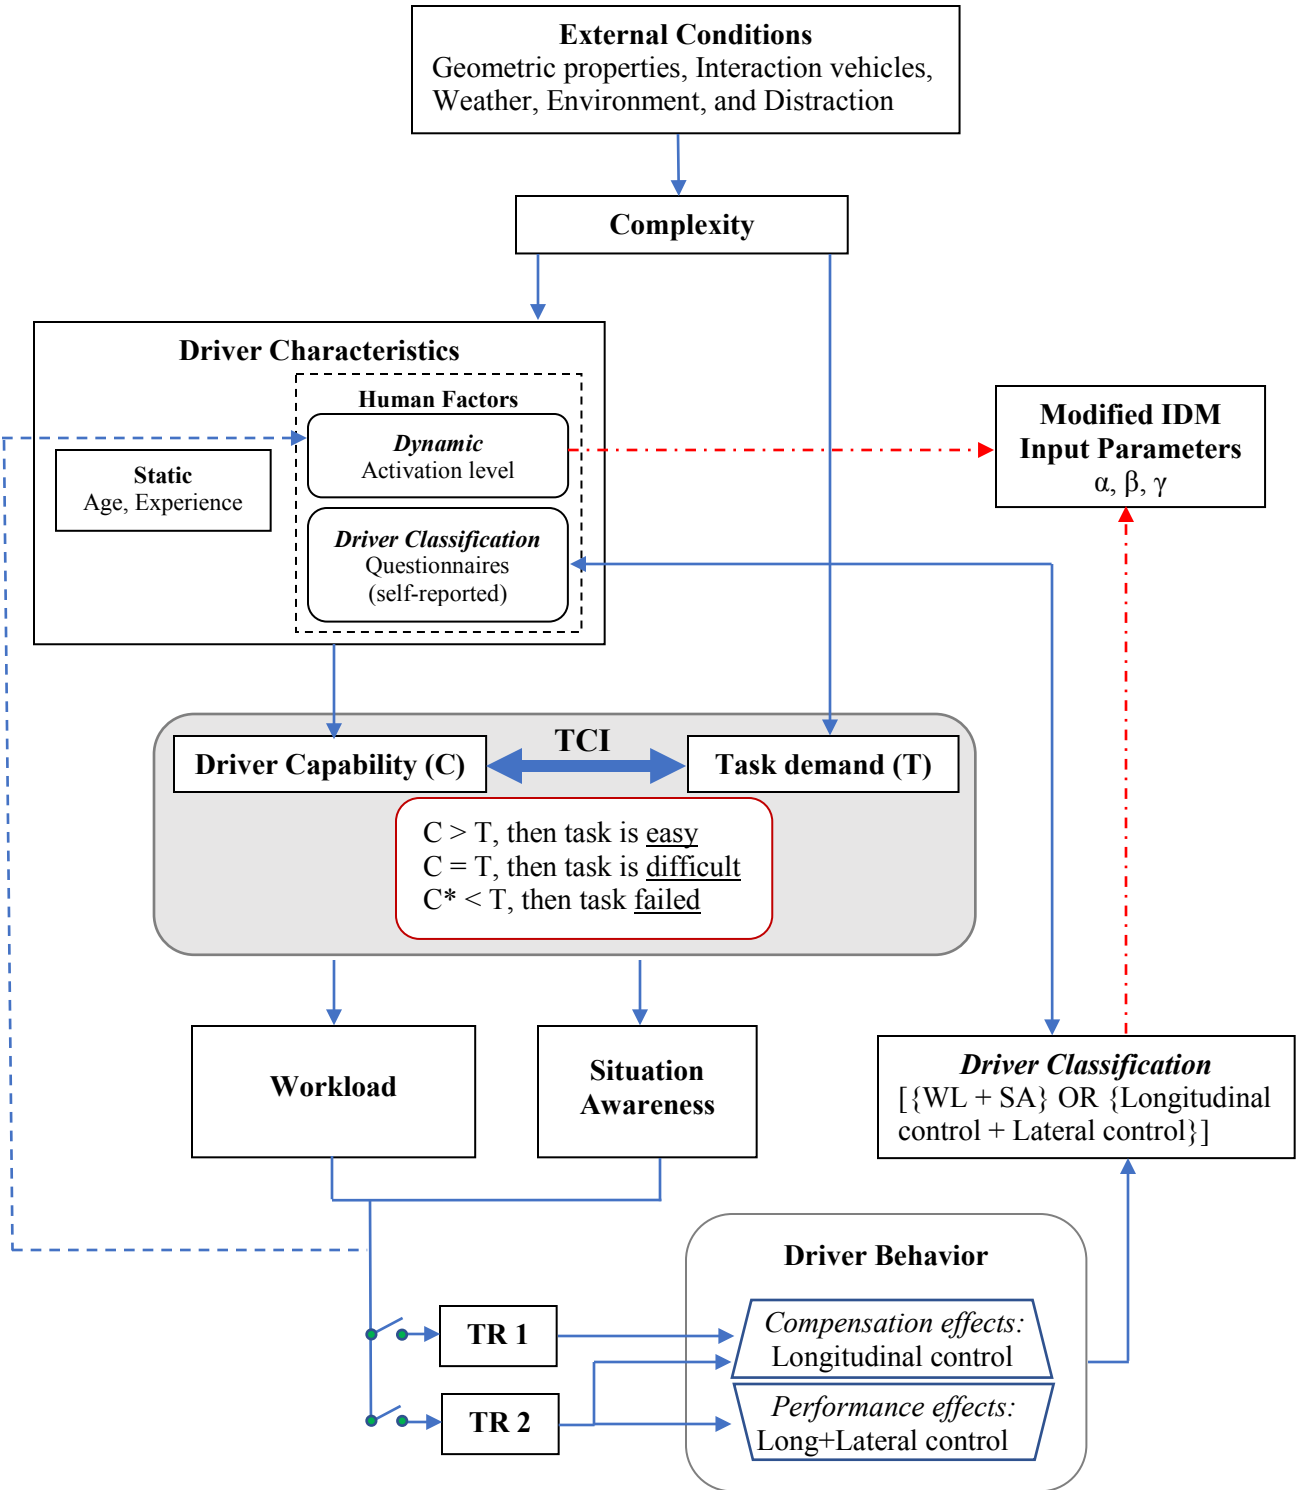 External Conditions
Geometric properties, Interaction vehicles,
Weather, Environment, and Distraction
Complexity
Driver Characteristics
Human Factors
Dynamic
Activation level
Static
Age, Experience
Driver Classification
Questionnaires
(self-reported)
Modified IDM
Input Parameters
α, β, γ
TCI
Driver Capability (C)
Task demand (T)
C > T, then task is easy
C = T, then task is difficult
C* < T, then task failed
Workload
Situation
Awareness
Driver Classification
[{WL + SA} OR {Longitudinal
control + Lateral control}]
Driver Behavior
TR 1
Compensation effects:
Longitudinal control
TR 2
Performance effects:
Long+Lateral control